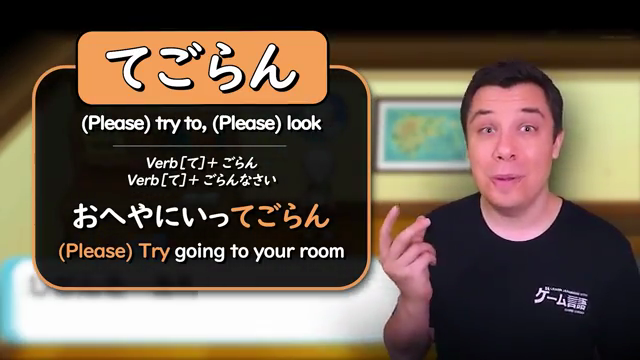 てごらん
(Please) try to, (Please) look
Verb [て] + ごらん
Verb [て] + ごらんなさい
おへやにいってごらん
(Please) Try going to your room
ゲーム言語